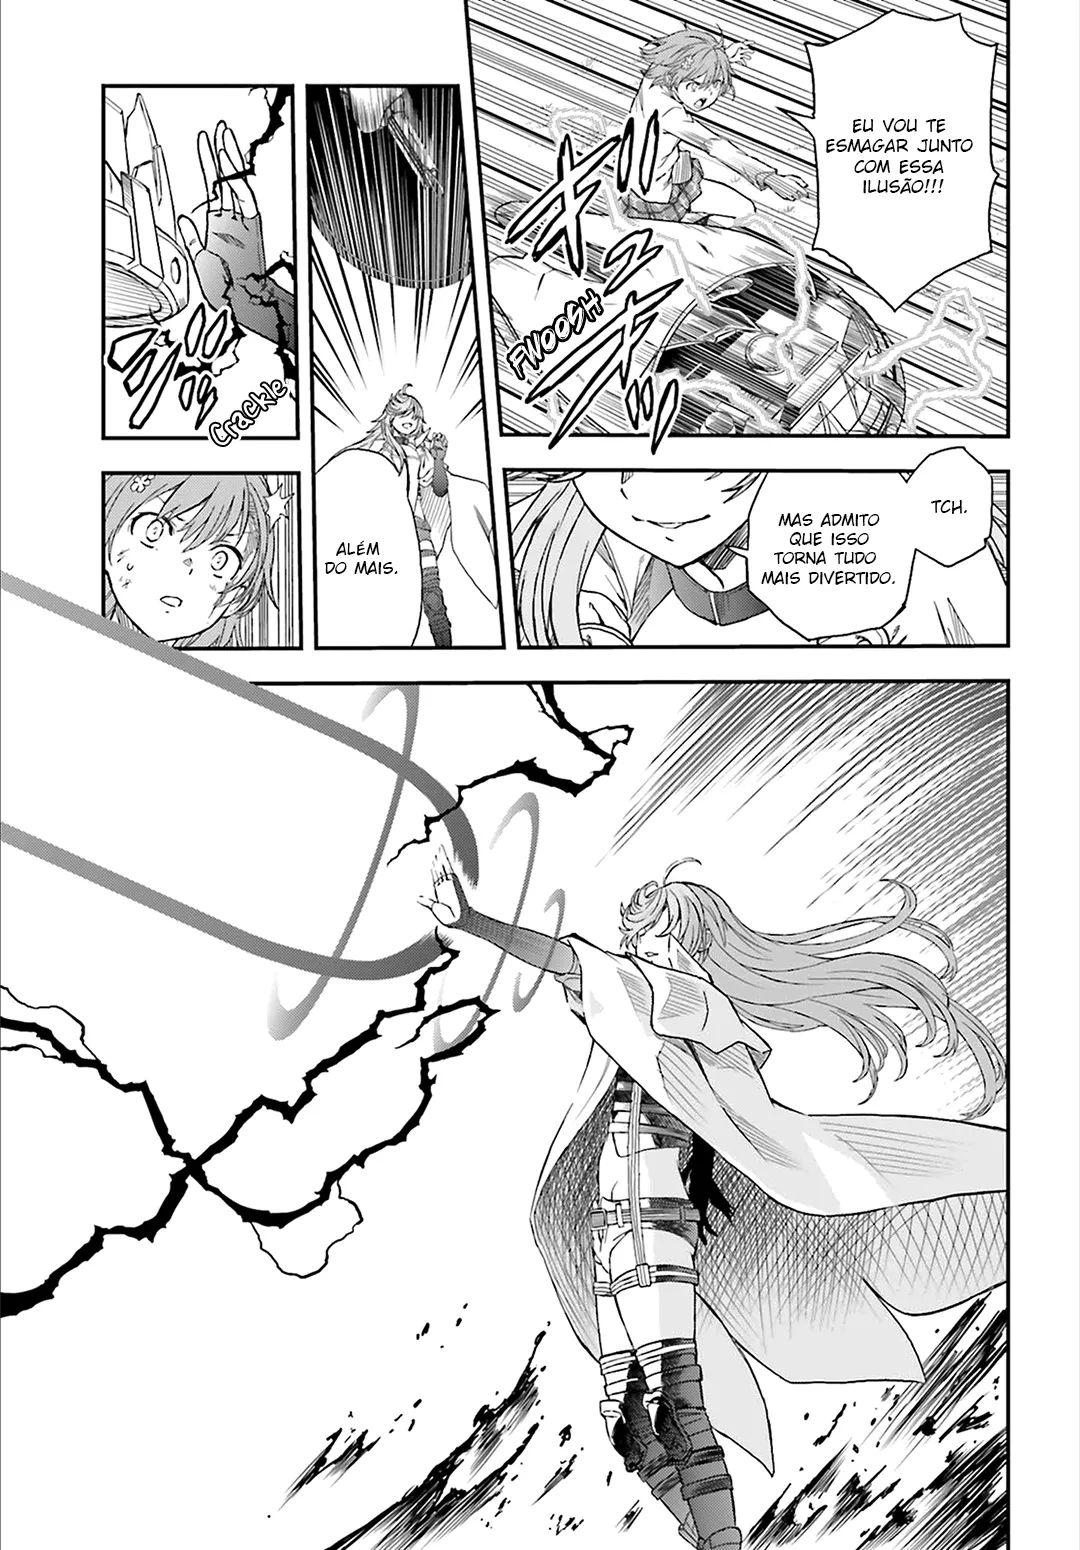 EU VOU TE
ESMAGAR JUNTO
COM ESSA
ILUSÃO!!!
FWOOSH
Crackle
TCH.
MAS ADMITO
QUE ISSO
TORNA TUDO
MAIS DIVERTIDO.
ALÉM
DO MAIS.